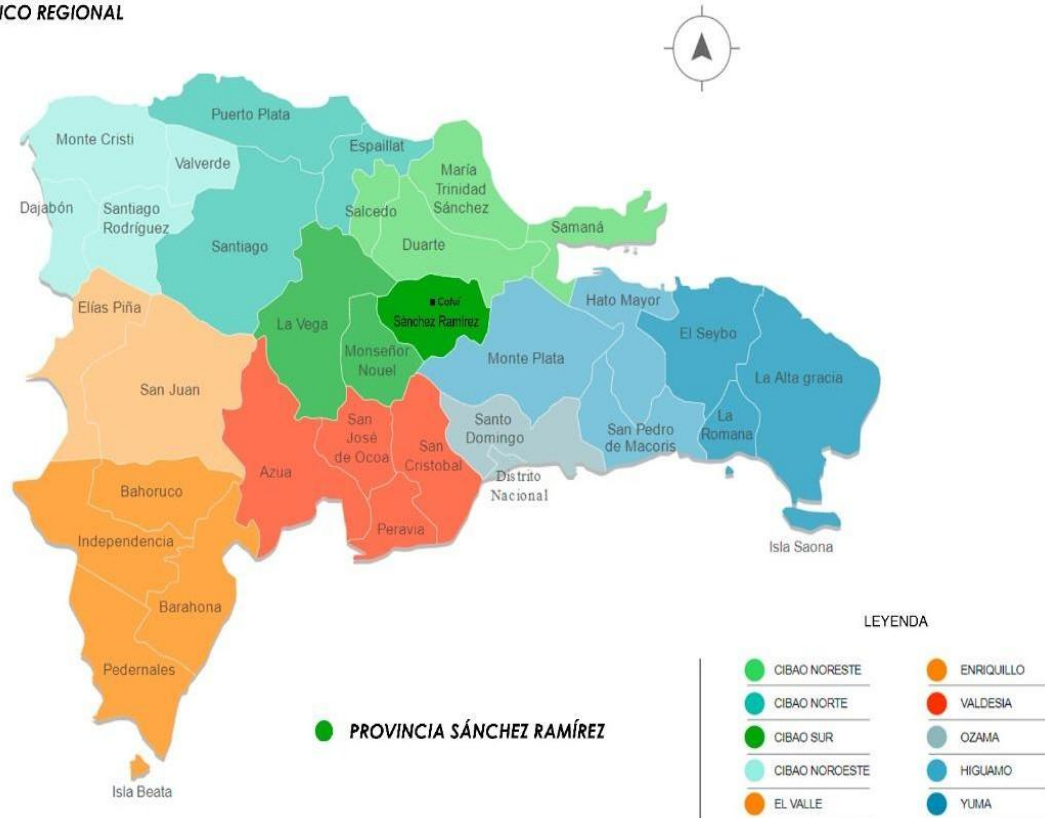 ICO REGIONAL
Puerto Plata
Monte Cristi
Espaillat
Valverde
María
Trinidad
Sánchez
Dajabón
Santiago
Rodríguez
Salcedo
Samaná
Santiago
Duarte
Elías Piña
Hato Mayor
La Vega
Sánchez Ramírez
El Seybo
Monseñor
Nouel
Monte Plata
San Juan
La Alta gracia
San
José
de Ocoa
Santo
Domingo
La
Romana
San Pedro
de Macoris
San
Cristobal
Azua
Distrito
Nacional
Bahoruco
Peravia
Independencia
Isla Saona
Barahona
Pedernales
PROVINCIA SÁNCHEZ RAMÍREZ
Isla Beata
LEYENDA
CIBAO NORESTE
CIBAO NORTE
CIBAO SUR
CIBAO NOROESTE
EL VALLE
ENRIQUILLO
VALDESIA
OZAMA
HIGUAMO
YUMA